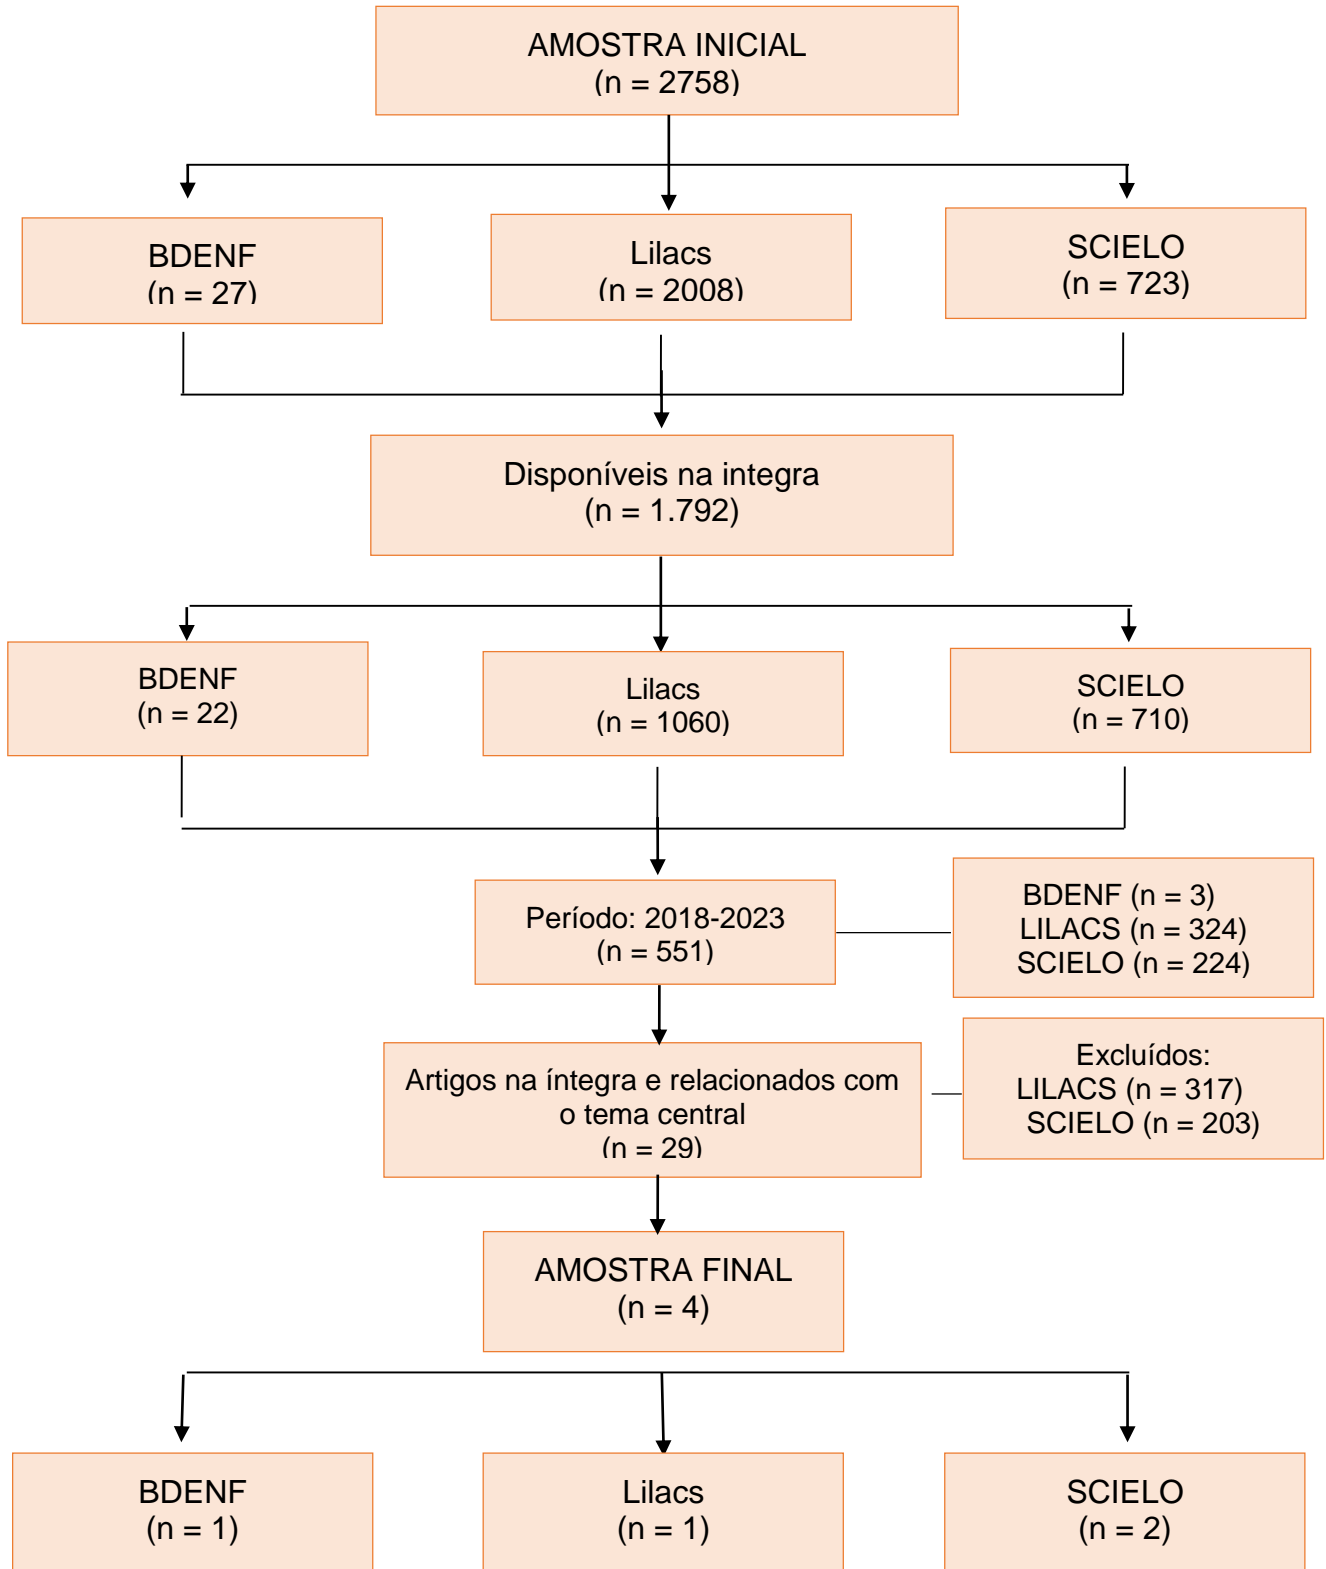 AMOSTRA INICIAL
(n = 2758)
BDENF
(n = 27)
Lilacs
(n = 2008)
SCIELO
(n = 723)
Disponíveis na integra
(n = 1.792)
BDENF
(n = 22)
Lilacs
(n = 1060)
SCIELO
(n = 710)
Período: 2018-2023
(n = 551)
BDENF (n = 3)
LILACS (n = 324)
SCIELO (n = 224)
Artigos na íntegra e relacionados com
o tema central
(n = 29)
Excluídos:
LILACS (n = 317)
SCIELO (n = 203)
AMOSTRA FINAL
(n = 4)
BDENF
(n = 1)
Lilacs
(n = 1)
SCIELO
(n = 2)